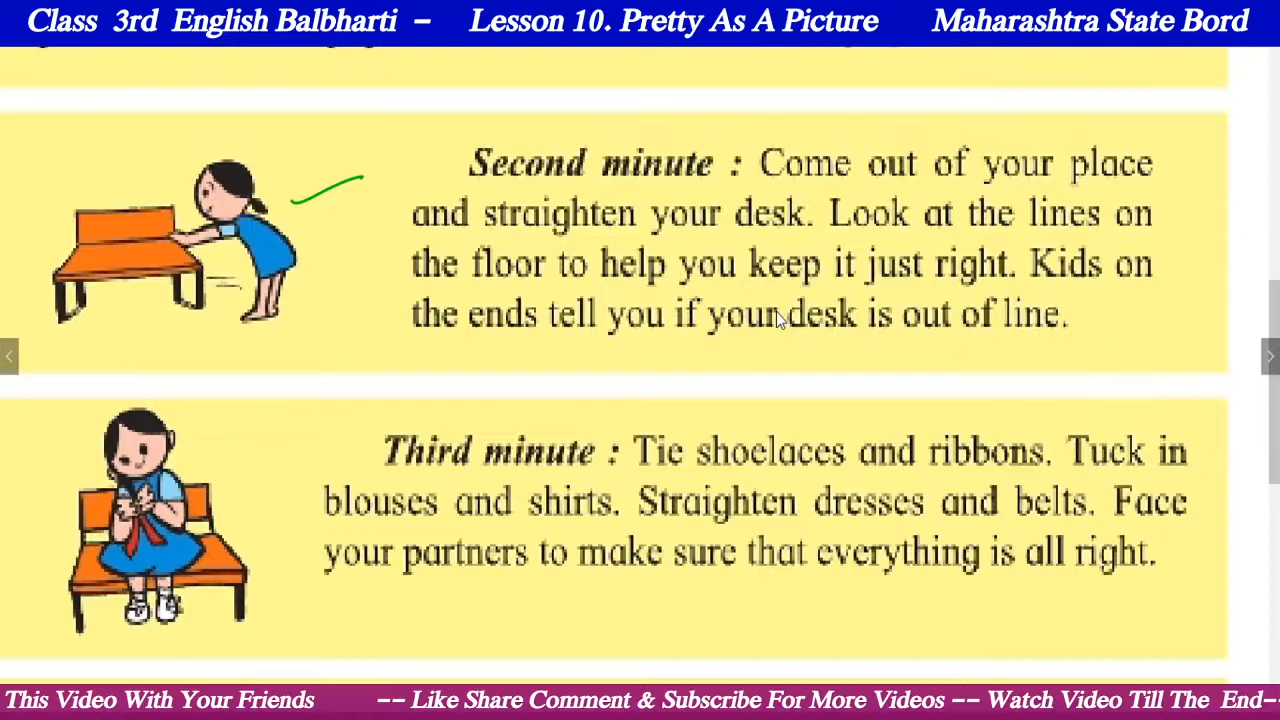 Class 3rd English Balbharti - Lesson 10. Pretty As A Picture Maharashtra State Bord
Second minute : Come out of your place
and straighten your desk. Look at the lines on
the floor to help you keep it just right. Kids on
the ends tell you if your desk is out of line.
Third minute : Tie shoelaces and ribbons. Tuck in
blouses and shirts. Straighten dresses and belts. Face
your partners to make sure that everything is all right.
This Video With Your Friends -- Like Share Comment & Subscribe For More Videos -- Watch Video Till The End-